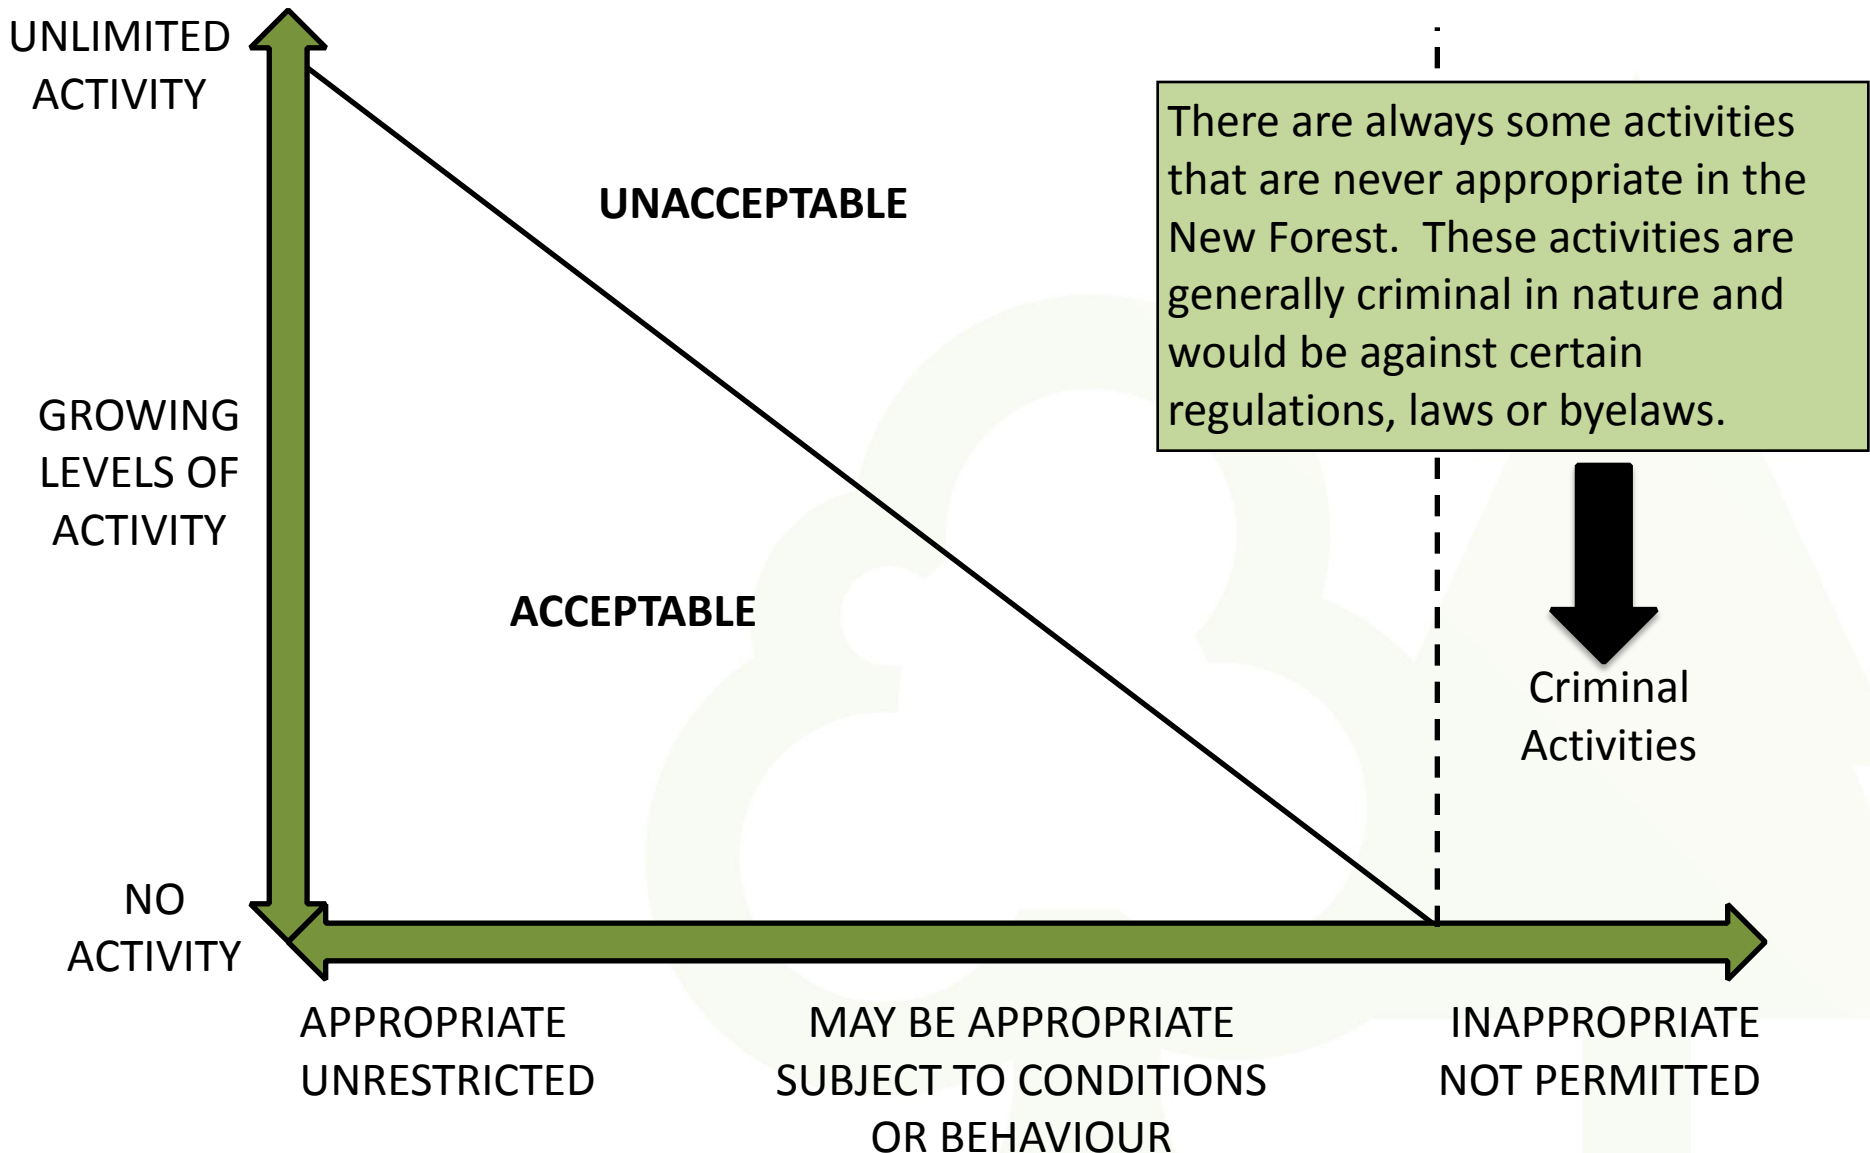 UNLIMITED
ACTIVITY
UNACCEPTABLE
There are always some activities
that are never appropriate in the
New Forest.  These activities are
generally criminal in nature and
would be against certain
regulations, laws or byelaws.
GROWING
LEVELS OF
ACTIVITY
ACCEPTABLE
Criminal
Activities
NO
ACTIVITY
APPROPRIATE
UNRESTRICTED
MAY BE APPROPRIATE
SUBJECT TO CONDITIONS
OR BEHAVIOUR
INAPPROPRIATE
NOT PERMITTED